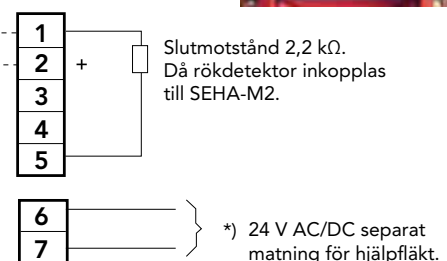 1
2 + Slutmotstånd 2,2 kΩ.
Då rökdetektor inkopplas
3 till SEHA-M2.
4
5
6
*) 24 V AC/DC separat
7 matning för hjälpfläkt.